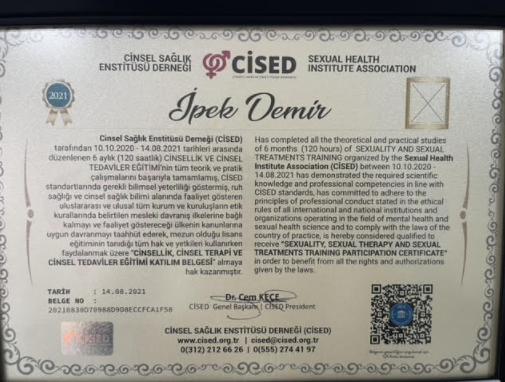 CİNSEL SAĞLIK
ENSTİTÜSÜ DERNEĞİ
CİSED
SEXUAL HEALTH
INSTITUTE ASSOCIATION
2021
İpek Demir
Cinsel Sağlık Enstitüsü Derneği (CİSED)
tarafından 10.10.2020 - 14.08.2021 tarihleri arasında
düzenlenen 6 aylık (120 saatlik) CİNSELLİK VE CİNSEL
TEDAVİLER EĞİTİMİ'nin tüm teorik ve pratik
çalışmalarını başarıyla tamamlamış, CİSED
standartlarında gerekli bilimsel yeterliliği göstermiş, ruh
sağlığı ve cinsel sağlık bilimi alanında faaliyet gösteren
uluslararası ve ulusal tüm kurum ve kuruluşların etik
kurallarında belirtilen mesleki davranış ilkelerine bağlı
kalmayı ve faaliyet göstereceği ülkenin kanunlarına
uygun davranmayı taahhüt ederek, mezun olduğu lisans
eğitiminin tanıdığı tüm hak ve yetkileri kullanırken
faydalanmak üzere "CİNSELLİK, CİNSEL TERAPİ VE
CİNSEL TEDAVİLER EĞİTİMİ KATILIM BELGESİ" almaya
hak kazanmıştır.
Has completed all the theoretical and practical studies
of 6 months (120 hours) of SEXUALITY AND SEXUAL
TREATMENTS TRAINING organized by the Sexual Health
Institute Association (CİSED) between 10.10.2020 -
14.08.2021 has demonstrated the required scientific
knowledge and professional competencies in line with
CISED standards, has committed to adhere to the
principles of professional conduct stated in the ethical
rules of all international and national institutions and
organizations operating in the field of mental health and
sexual health science and to comply with the laws of the
country of practice, is hereby considered qualified to
receive "SEXUALITY, SEXUAL THERAPY AND SEXUAL
TREATMENTS TRAINING PARTICIPATION CERTIFICATE"
in order to benefit from all the rights and authorizations
given by the laws.
TARİH : 14.08.2021
BELGE NO :
Dr. Cem KEÇE
CİSED Genel Başkanı | CİSED President
CİSED
CİNSEL SAĞLIK ENSTİTÜSÜ DERNEĞİ (CİSED)
www.cised.org.tr | cised@cised.org.tr
0(312) 212 66 26 | 0(555) 274 41 97